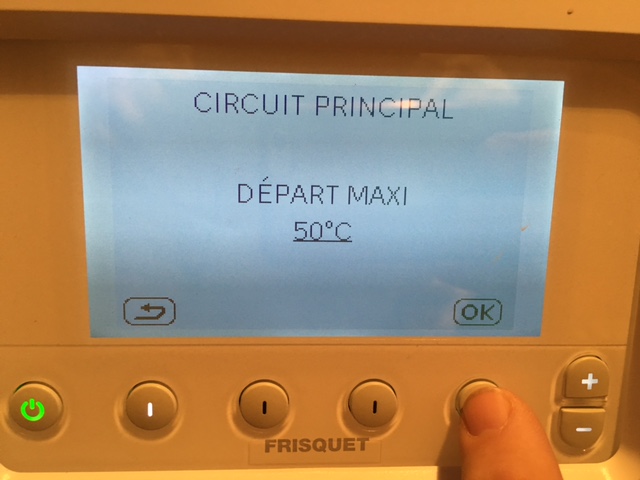 CIRCUIT PRINCIPAL
DÉPART MAXI
50°C
OK
FRISQUET